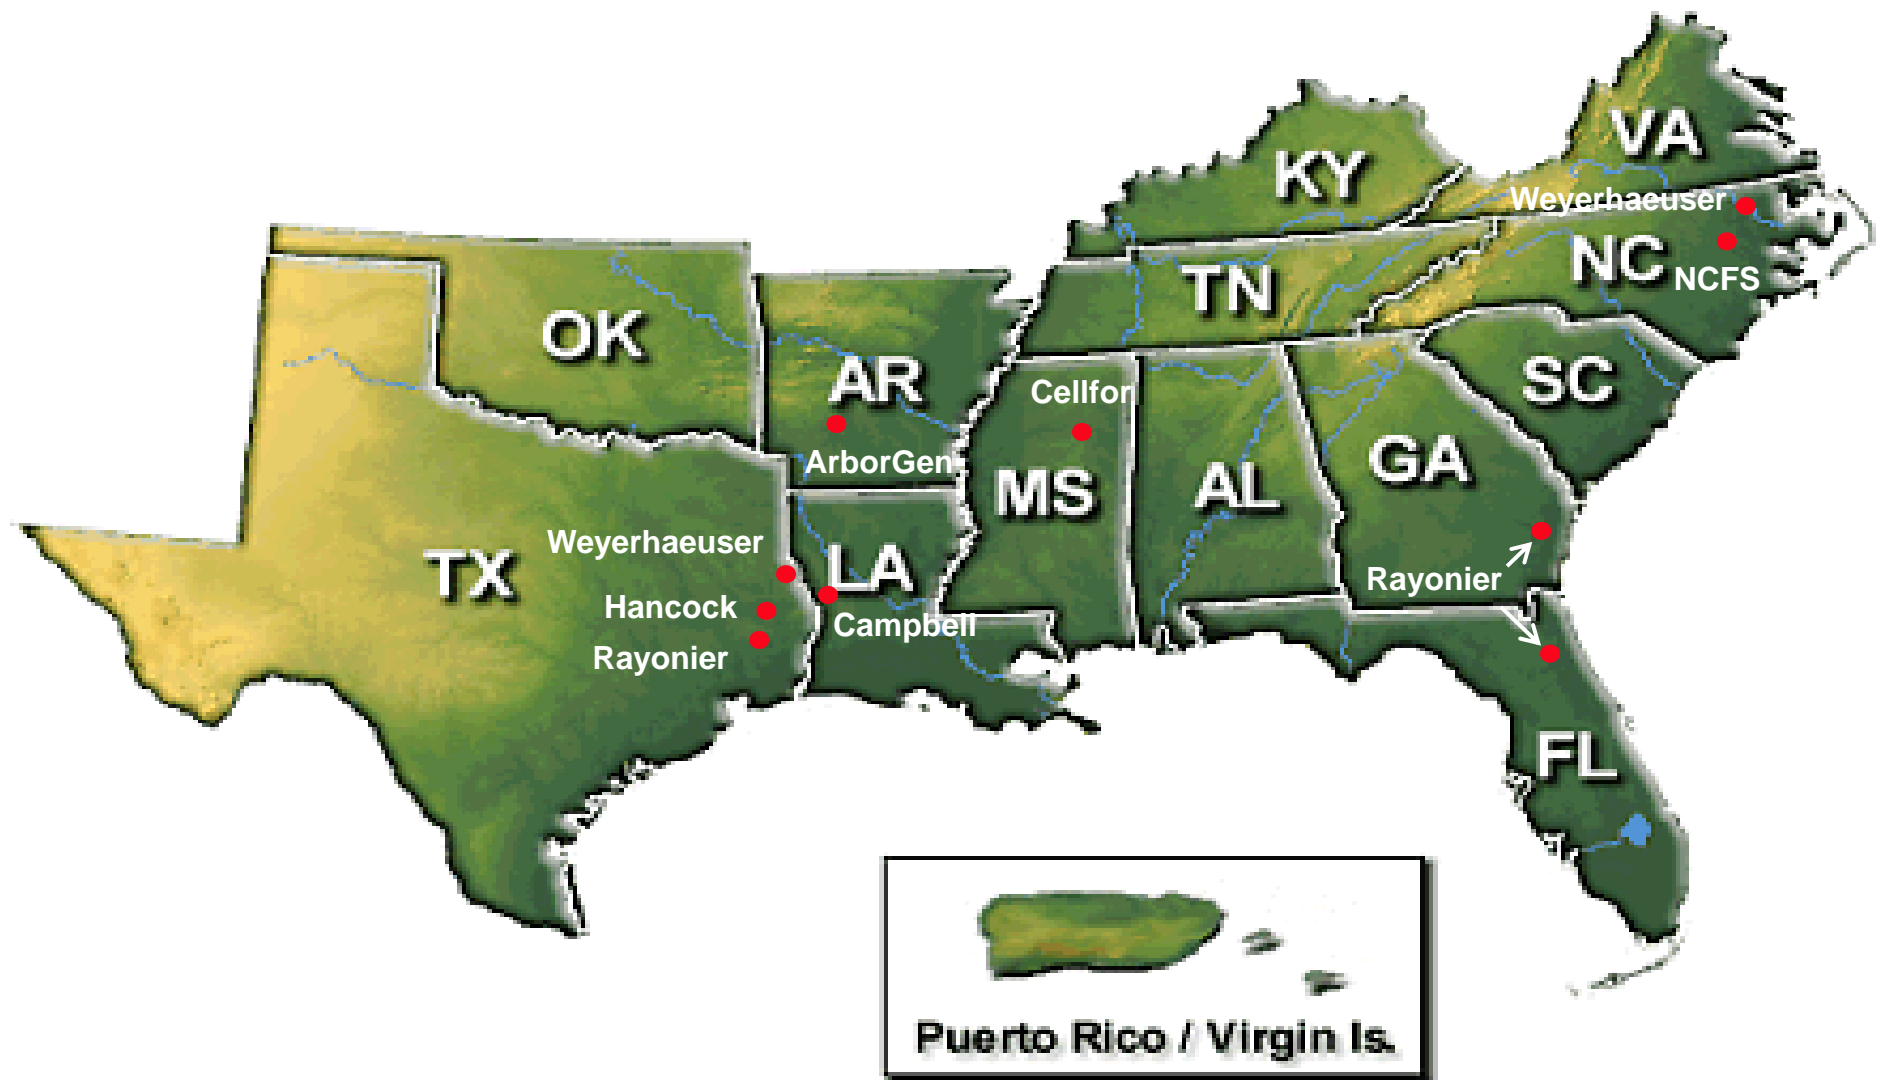 VA
KY
Weyerhaeuser
NC
NCFS
TN
OK
AR
SC
Cellfor
ArborGen
GA
MS
AL
Weyerhaeuser
TX
LA
Rayonier
Hancock
Campbell
Rayonier
FL
Puerto Rico / Virgin Is.